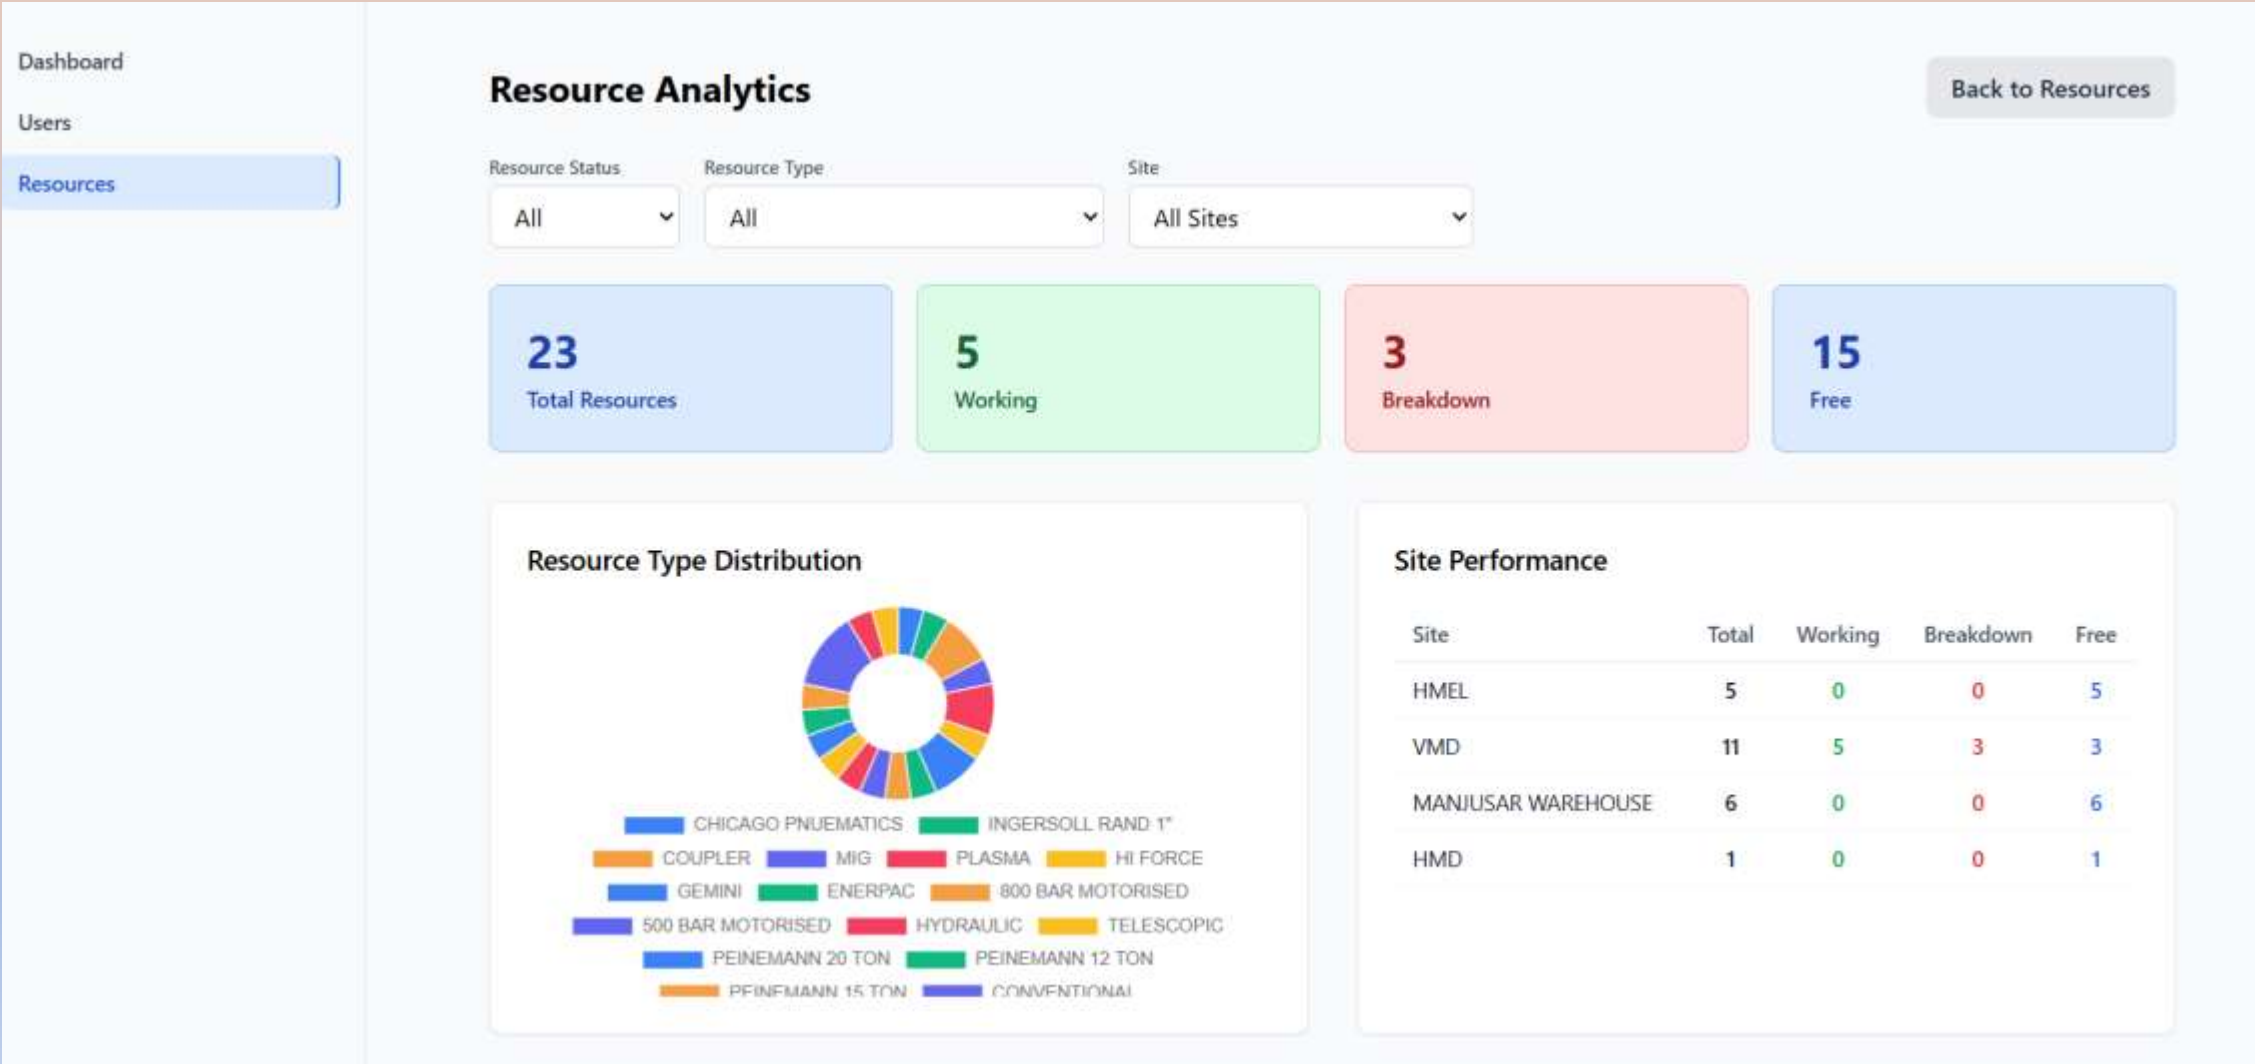 Dashboard
Users
Resources
Resource Analytics
Back to Resources
Resource Status
Resource Type
Site
All
All
All Sites
23
Total Resources
5
Working
3
Breakdown
15
Free
Resource Type Distribution
CHICAGO PNUEMATICS INGERSOLL RAND 1"
COUPLER MIG PLASMA HI FORCE
GEMINI ENERPAC 800 BAR MOTORISED
500 BAR MOTORISED HYDRAULIC TELESCOPIC
PEINEMANN 20 TON PEINEMANN 12 TON
PEINEMANN 15 TON CONVENTIONAL
Site Performance
Site Total Working Breakdown Free
HMEL 5 0 0 5
VMD 11 5 3 3
MANJUSAR WAREHOUSE 6 0 0 6
HMD 1 0 0 1